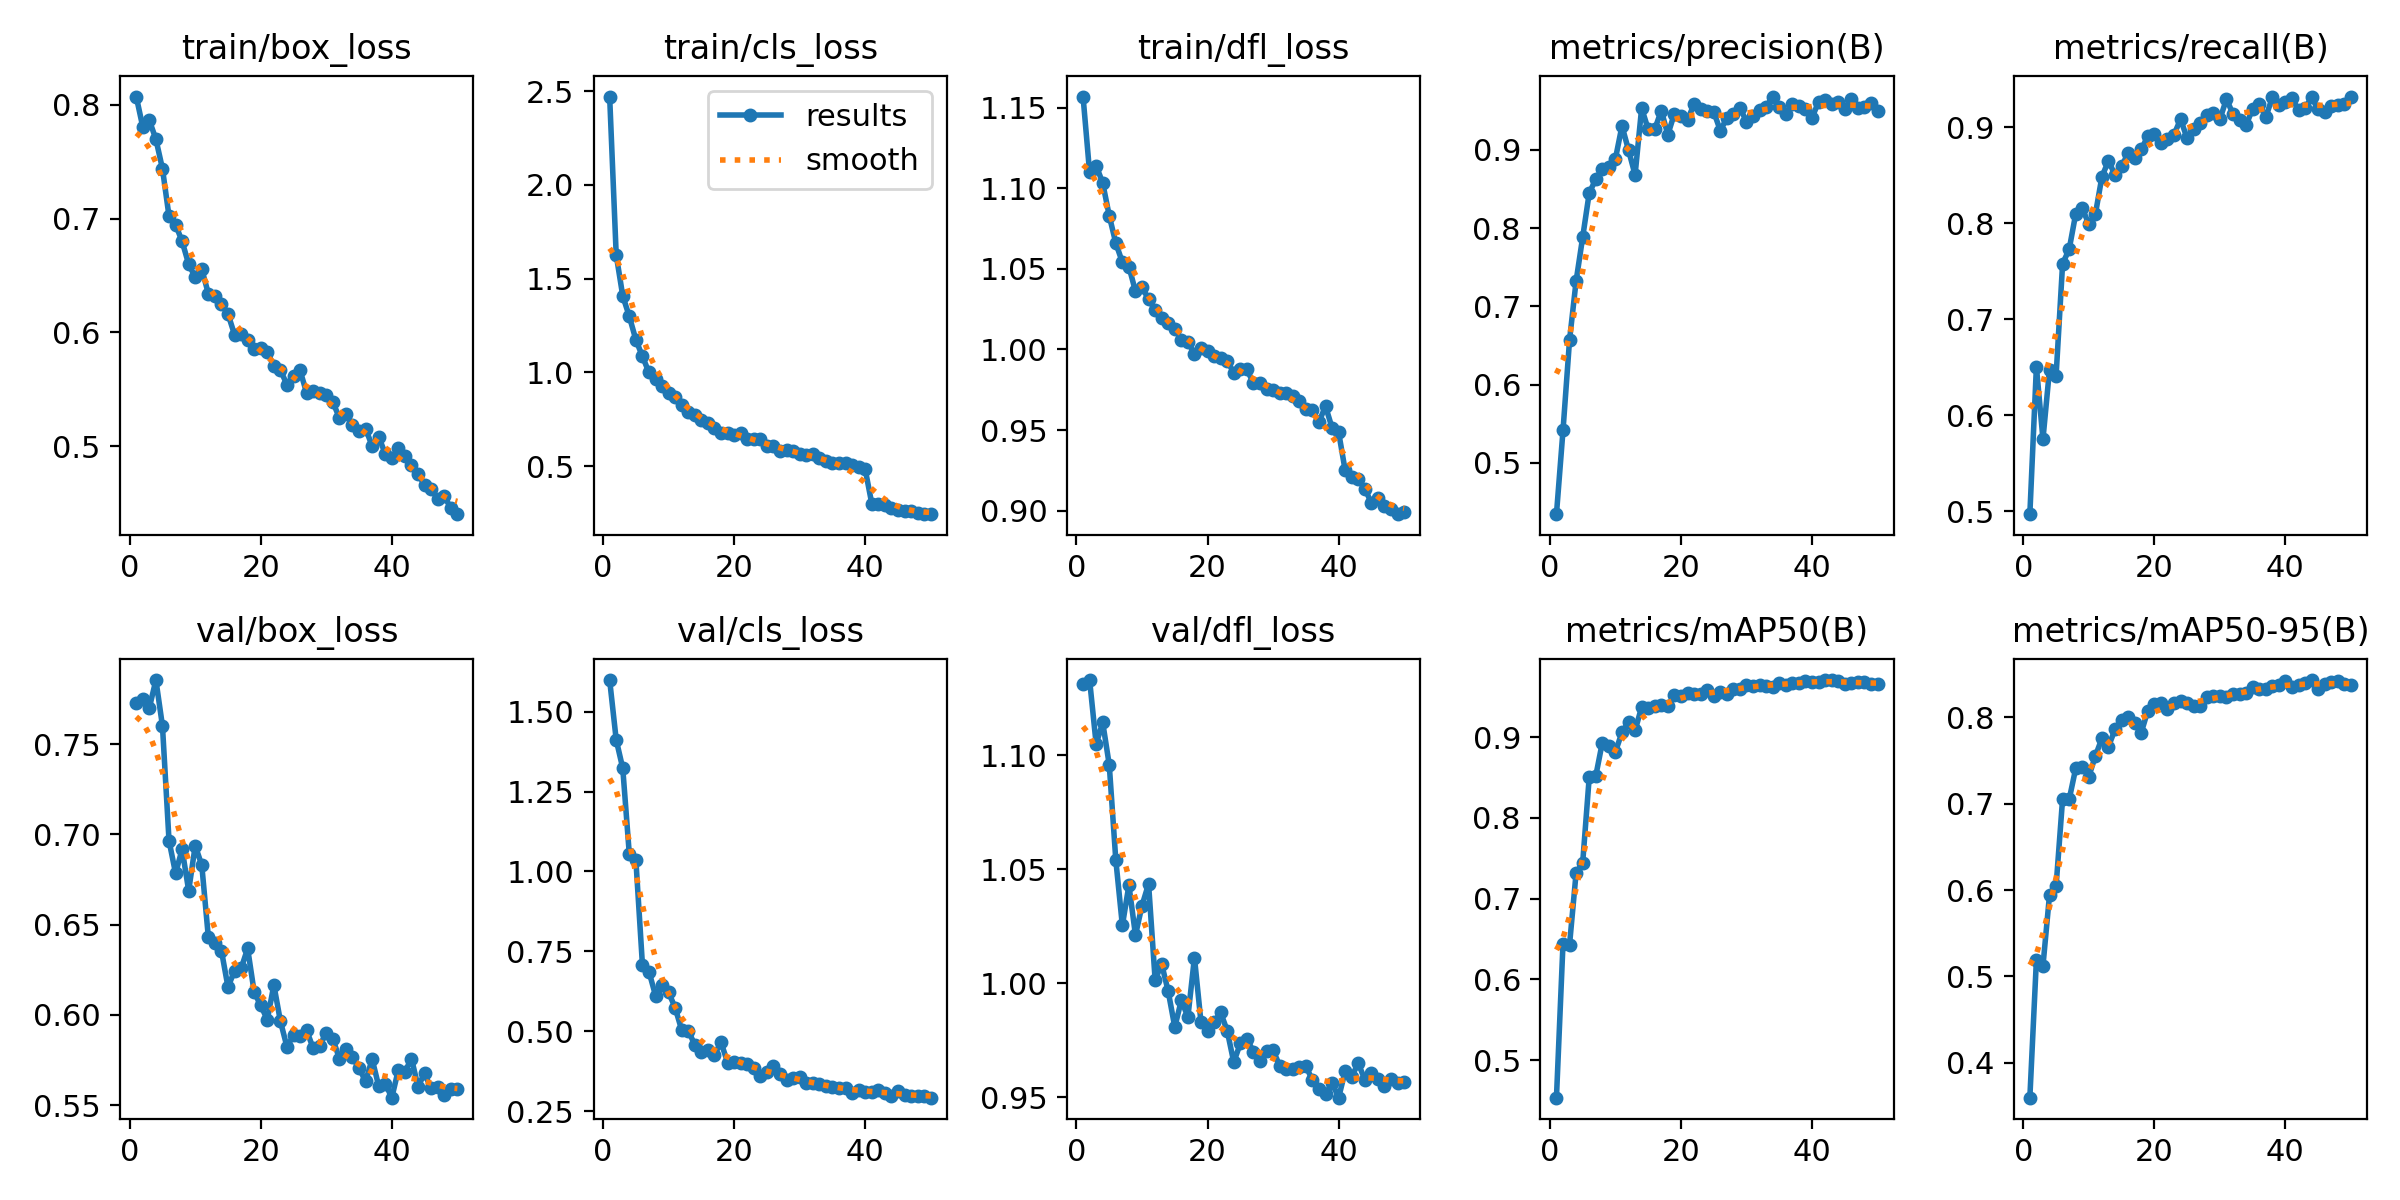 train/box_loss
0.8
0.7
0.6
0.5
0 20 40
train/cls_loss
results
smooth
2.5
2.0
1.5
1.0
0.5
0 20 40
train/dfl_loss
1.15
1.10
1.05
1.00
0.95
0.90
0 20 40
metrics/precision(B)
0.9
0.8
0.7
0.6
0.5
0 20 40
metrics/recall(B)
0.9
0.8
0.7
0.6
0.5
0 20 40
val/box_loss
0.75
0.70
0.65
0.60
0.55
0 20 40
val/cls_loss
1.50
1.25
1.00
0.75
0.50
0.25
0 20 40
val/dfl_loss
1.10
1.05
1.00
0.95
0 20 40
metrics/mAP50(B)
0.9
0.8
0.7
0.6
0.5
0 20 40
metrics/mAP50-95(B)
0.8
0.7
0.6
0.5
0.4
0 20 40